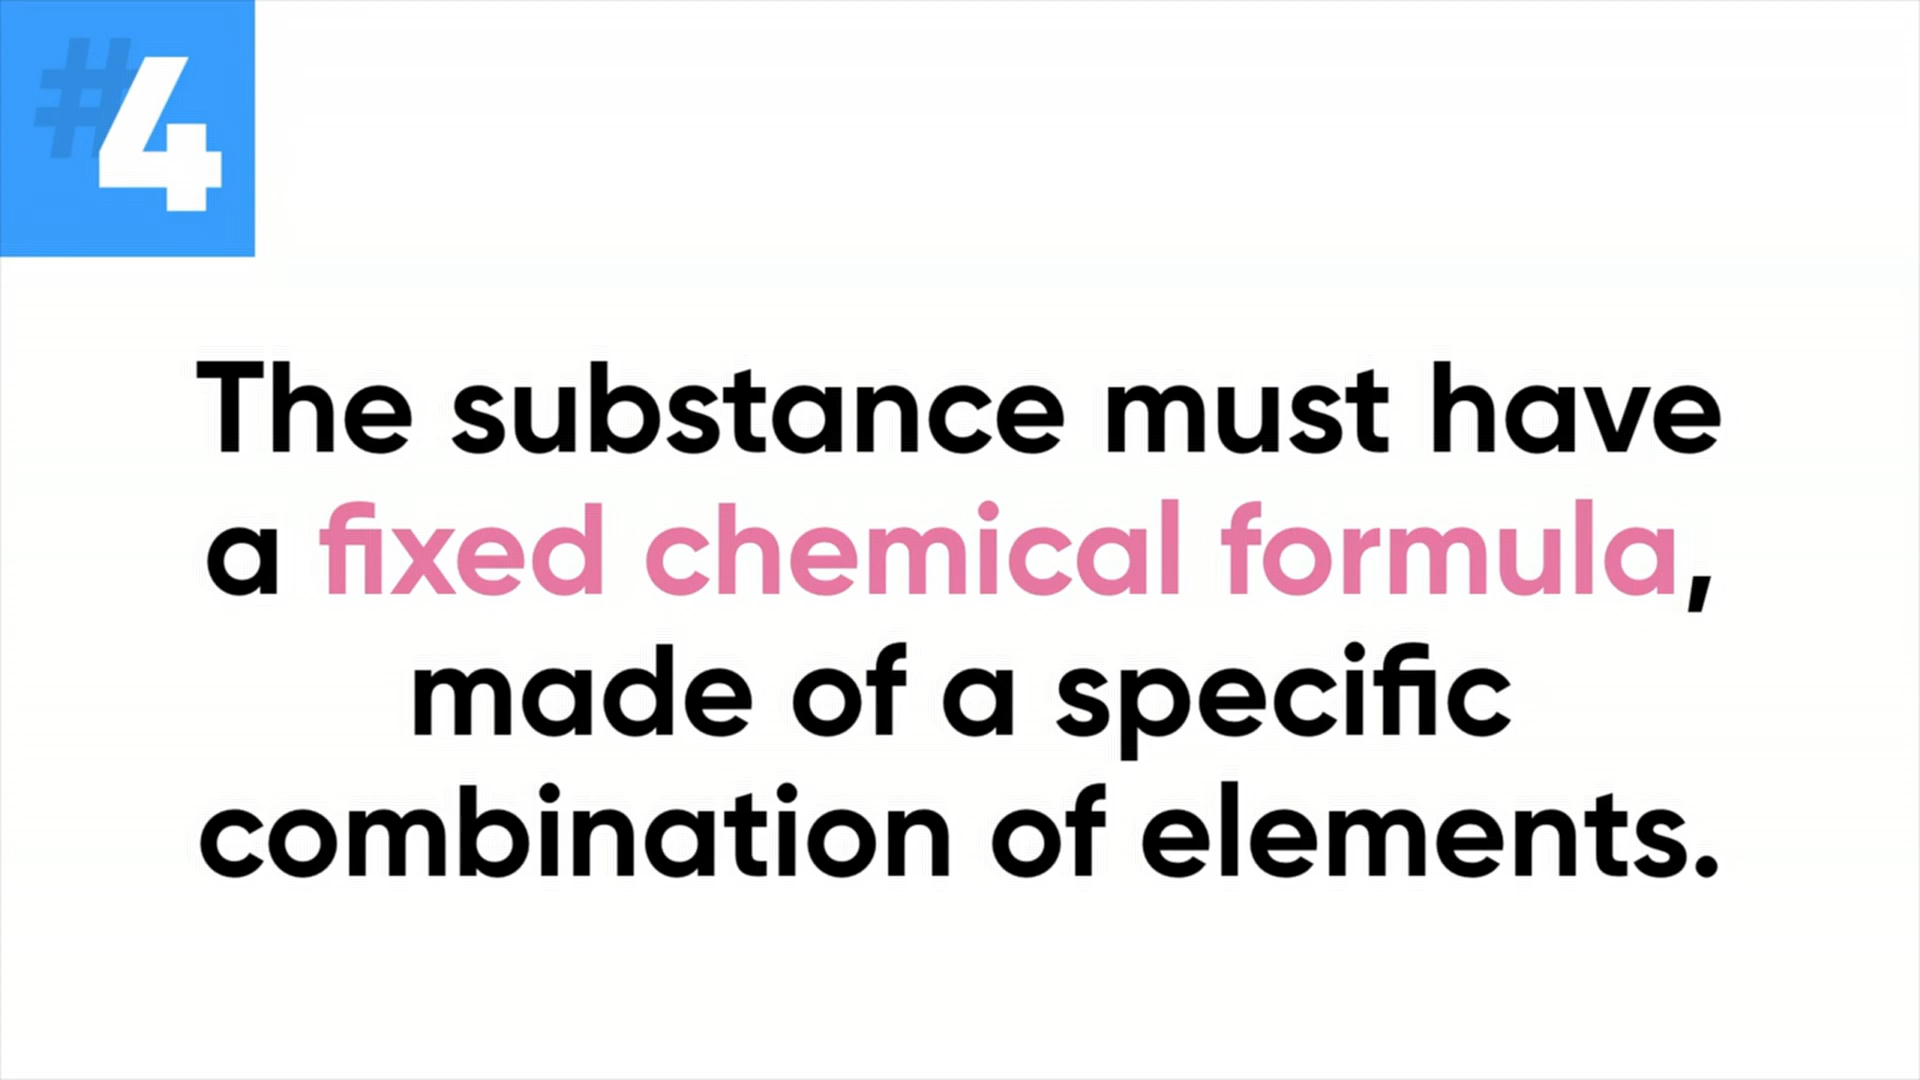 #4
The substance must have
a fixed chemical formula,
made of a specific
combination of elements.